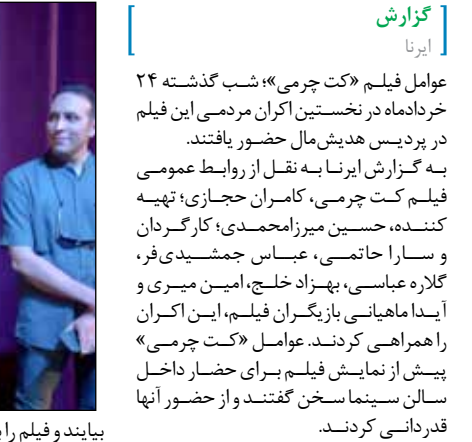 گزارش
ایرنا
عوامل فیلم «کت چرمی»؛ شب گذشته ۲۴
خردادماه در نخستین اکران مردمی این فیلم
در پردیس هدیش‌مال حضور یافتند.
به گزارش ایرنا به نقل از روابط عمومی
فیلم کت چرمی، کامران حجازی؛ تهیه
کننده، حسین میرزامحمدی؛ کارگردان
و سارا حاتمی، عباس جمشیدی‌فر،
گلاره عباسی، بهزاد خلج، امین میری و
آیدا ماهیانی بازیگران فیلم، این اکران
را همراهی کردند. عوامل «کت چرمی»
پیش از نمایش فیلم برای حضار داخل
سالن سینما سخن گفتند و از حضور آنها
قدردانی کردند.
بیایند و فیلم را